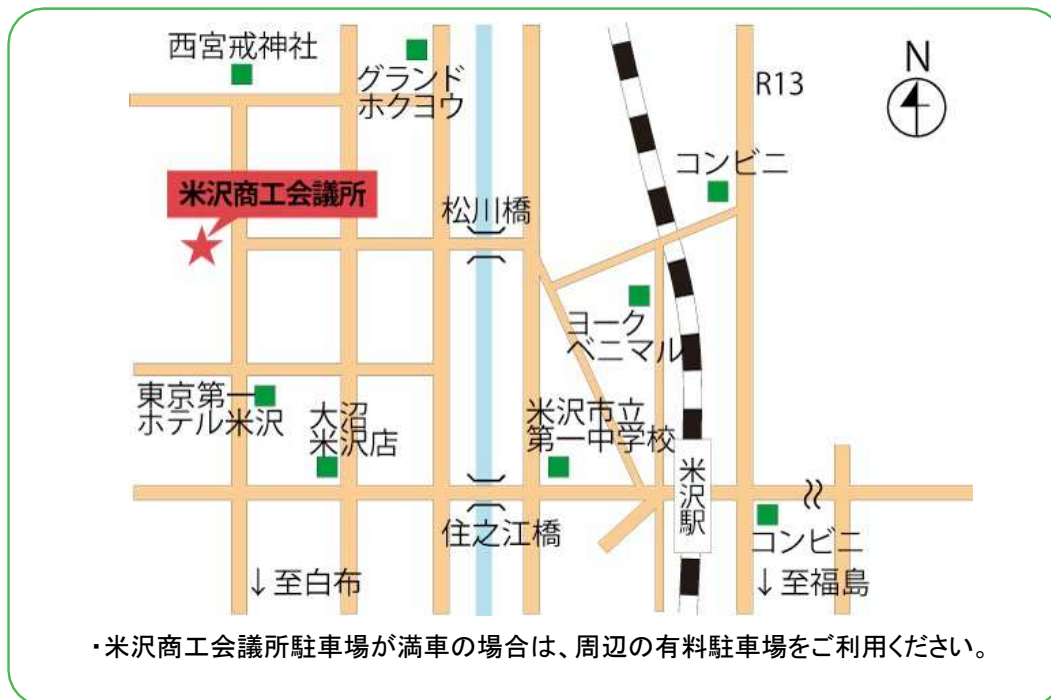 西宮戒神社
グランド
ホクヨウ
N
R13
コンビニ
米沢商工会議所
松川橋
ヨーク
ベニマル
東京第一
ホテル米沢
大沼
米沢店
米沢市立
第一中学校
米沢駅
住之江橋
コンビニ
↓至白布
↓至福島
・米沢商工会議所駐車場が満車の場合は、周辺の有料駐車場をご利用ください。